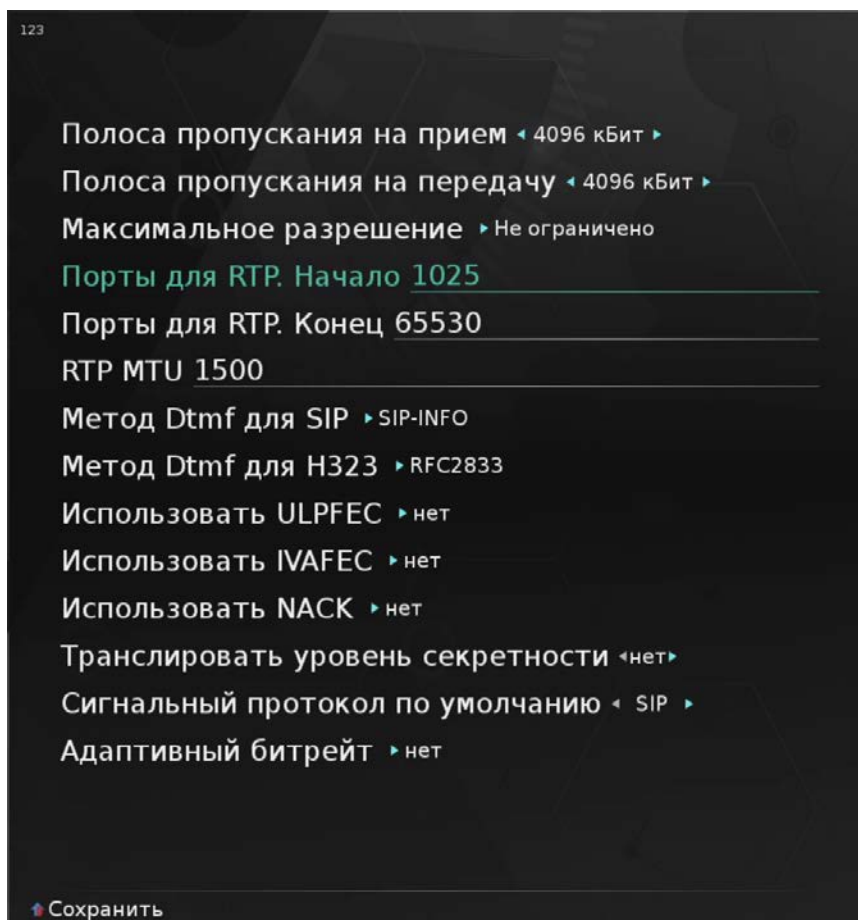 123
Полоса пропускания на прием 4096 кБит
Полоса пропускания на передачу 4096 кБит
Максимальное разрешение Не ограничено
Порты для RTP. Начало 1025
Порты для RTP. Конец 65530
RTP MTU 1500
Метод Dtmf для SIP SIP-INFO
Метод Dtmf для H323 RFC2833
Использовать ULPFEC нет
Использовать IVAFEC нет
Использовать NACK нет
Транслировать уровень секретности нет
Сигнальный протокол по умолчанию SIP
Адаптивный битрейт нет
Сохранить